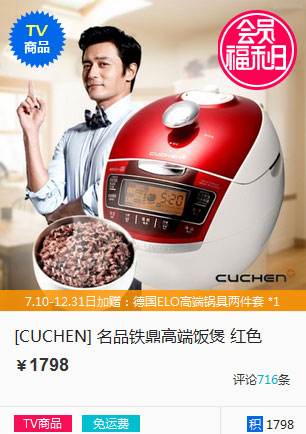 TV
商品
会员
福利日
CUCHEN
5:20
CUCHEN
7.10-12.31日加赠：德国ELO高端锅具两件套 *1
[CUCHEN] 名品铁鼎高端饭煲 红色
￥1798
评论716条
TV商品 免运费 积 1798